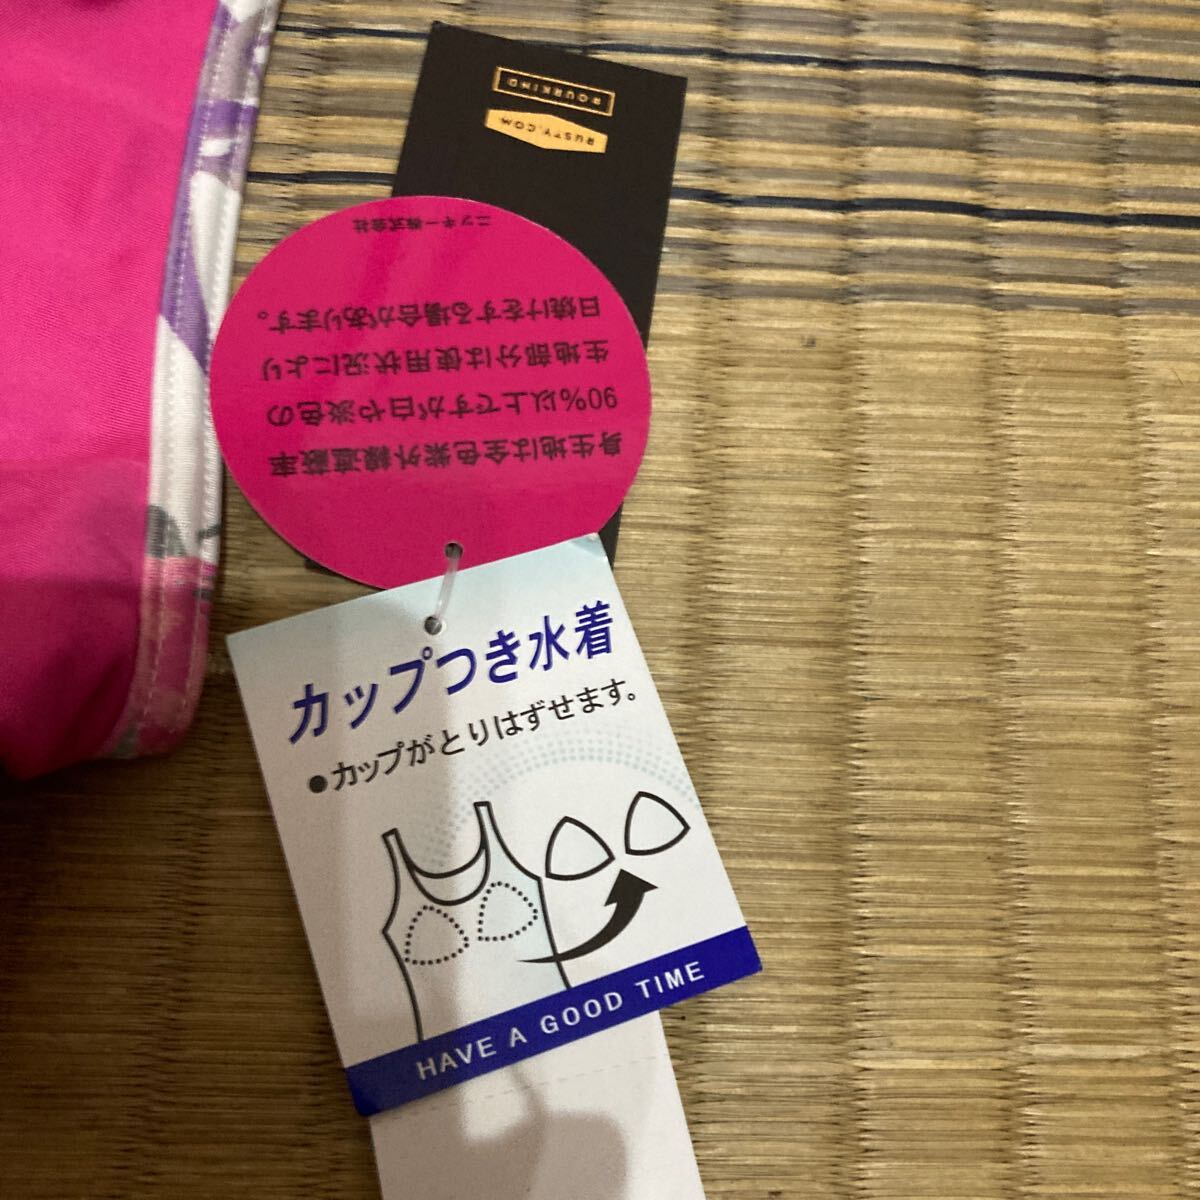 ROURKIND
RUSTY.COM
身生地は全色紫外線遮蔽率
90%以上ですが白や淡色の
生地部分は使用状況により
日焼けをする場合があります。
ニッキー株式会社
カップつき水着
●カップがとりはずせます。
HAVE A GOOD TIME